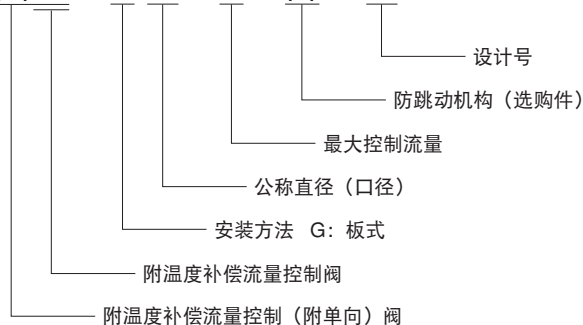 设计号
防跳动机构（选购件）
最大控制流量
公称直径（口径）
安装方法 G：板式
附温度补偿流量控制阀
附温度补偿流量控制（附单向）阀